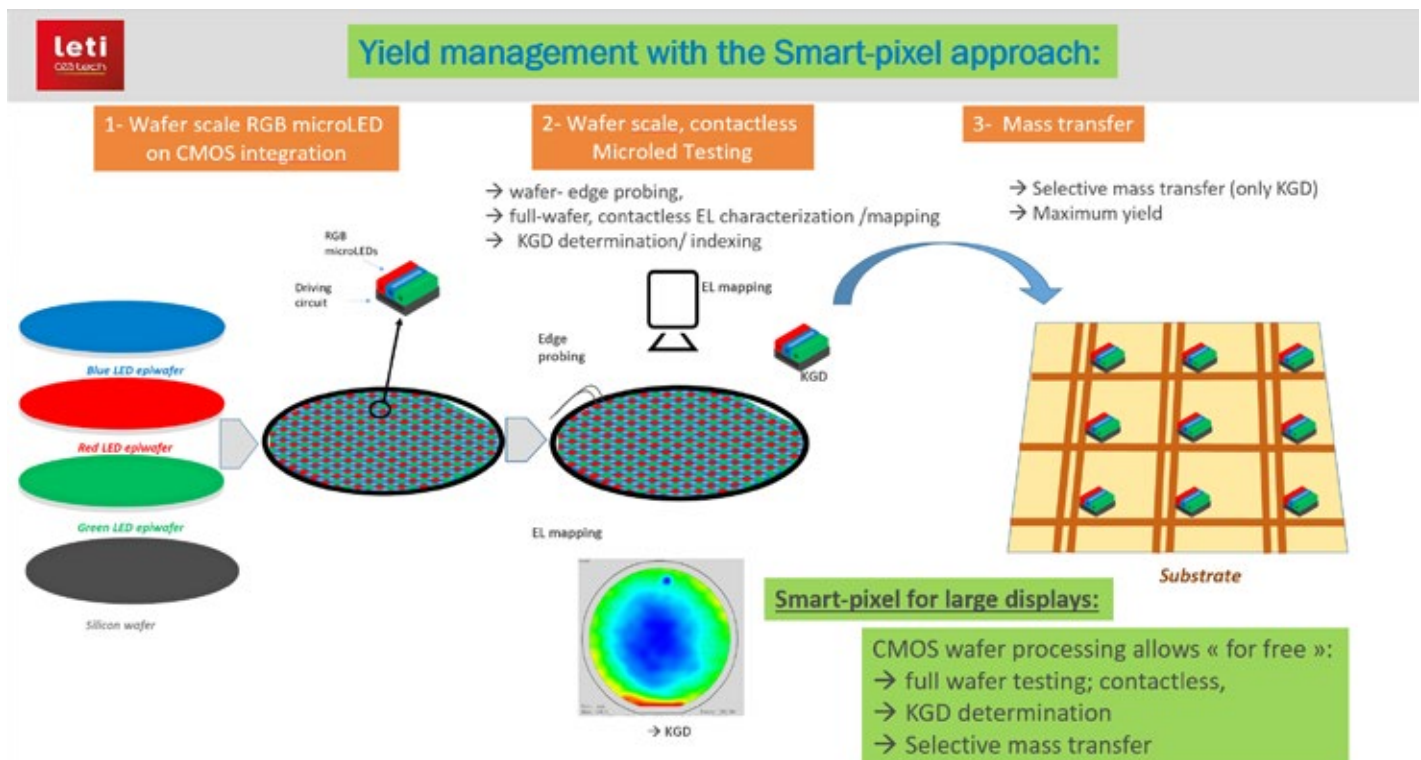 leti
cea tech
Yield management with the Smart-pixel approach:
1- Wafer scale RGB microLED
on CMOS integration
2- Wafer scale, contactless
Microled Testing
3- Mass transfer
→ wafer- edge probing,
→ full-wafer, contactless EL characterization /mapping
→ KGD determination/ indexing
→ Selective mass transfer (only KGD)
→ Maximum yield
RGB
microLEDs
Driving
circuit
Blue LED epiwafer
Red LED epiwafer
Green LED epiwafer
Silicon wafer
Edge
probing
EL mapping
KGD
EL mapping
→ KGD
Substrate
Smart-pixel for large displays:
CMOS wafer processing allows « for free »:
→ full wafer testing; contactless,
→ KGD determination
→ Selective mass transfer